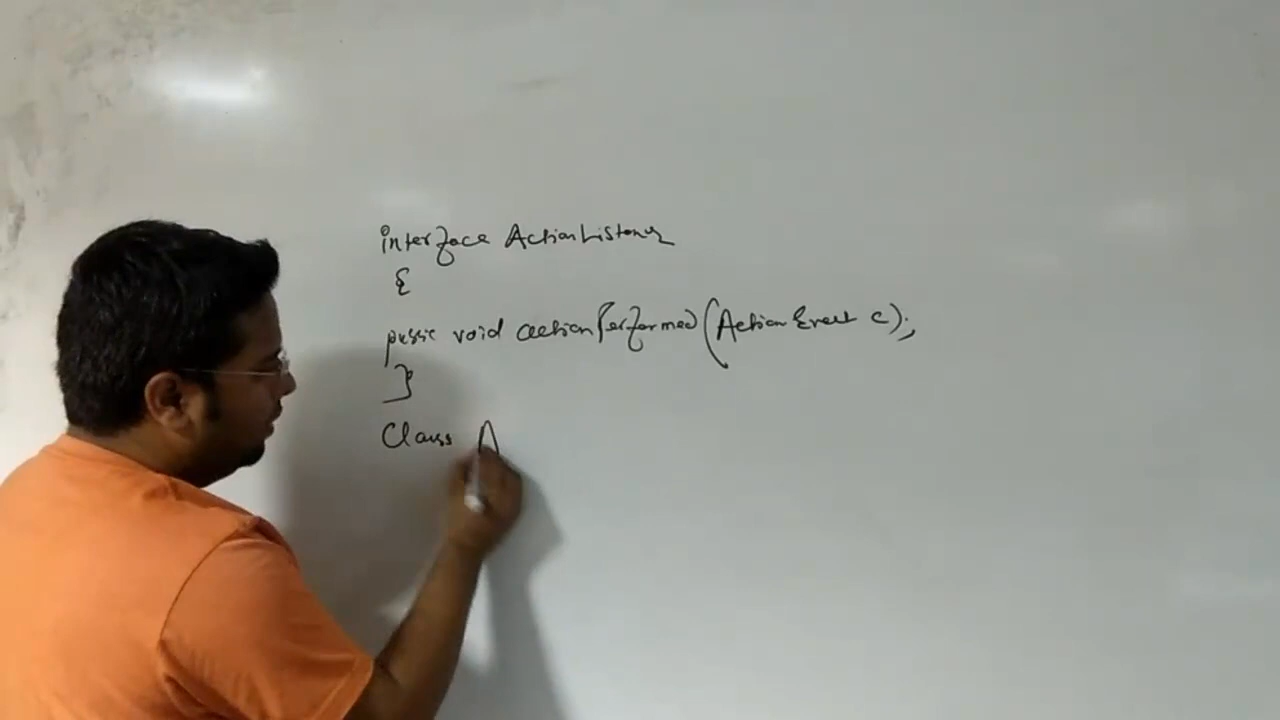 interface ActionListener
{
public void actionPerformed(ActionEvent e);
}
Class A